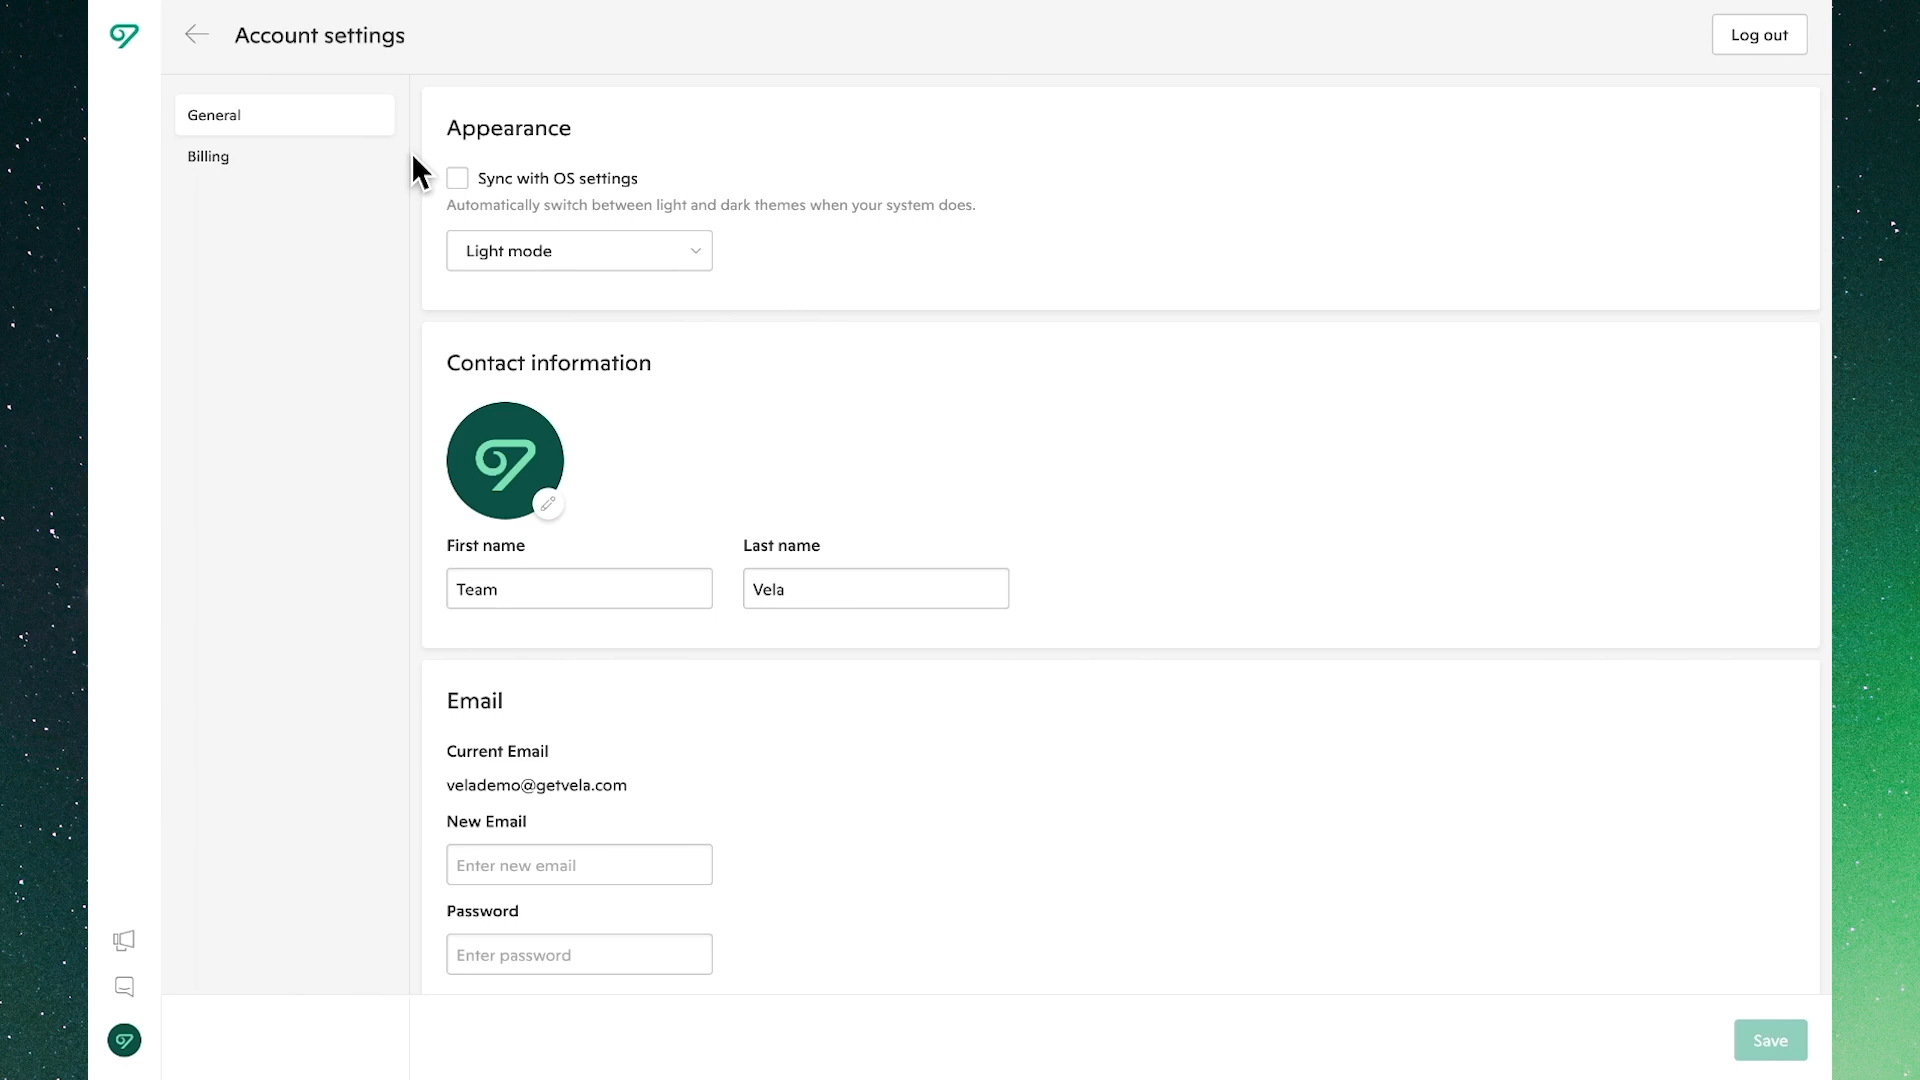 Account settings
Log out
General
Billing
Appearance
Sync with OS settings
Automatically switch between light and dark themes when your system does.
Light mode
Contact information
First name
Last name
Team
Vela
Email
Current Email
velademo@getvela.com
New Email
Enter new email
Password
Enter password
Save